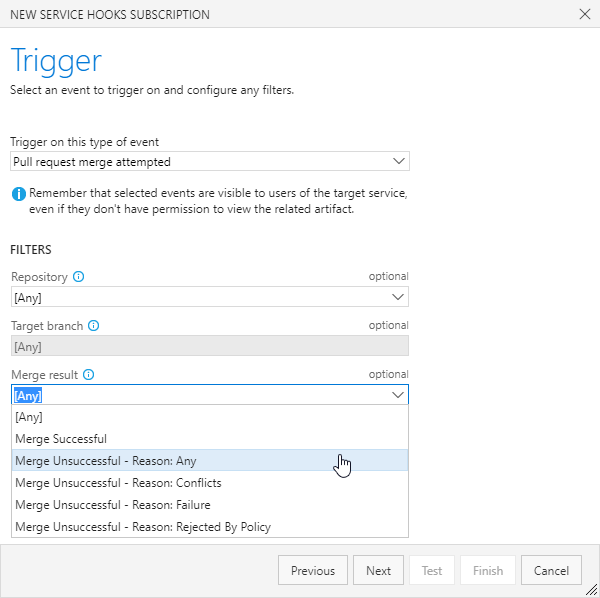 NEW SERVICE HOOKS SUBSCRIPTION
Trigger
Select an event to trigger on and configure any filters.
Trigger on this type of event
Pull request merge attempted
Remember that selected events are visible to users of the target service,
even if they don't have permission to view the related artifact.
FILTERS
Repository optional
[Any]
Target branch optional
[Any]
Merge result optional
[Any]
[Any]
Merge Successful
Merge Unsuccessful - Reason: Any
Merge Unsuccessful - Reason: Conflicts
Merge Unsuccessful - Reason: Failure
Merge Unsuccessful - Reason: Rejected By Policy
Previous Next Test Finish Cancel